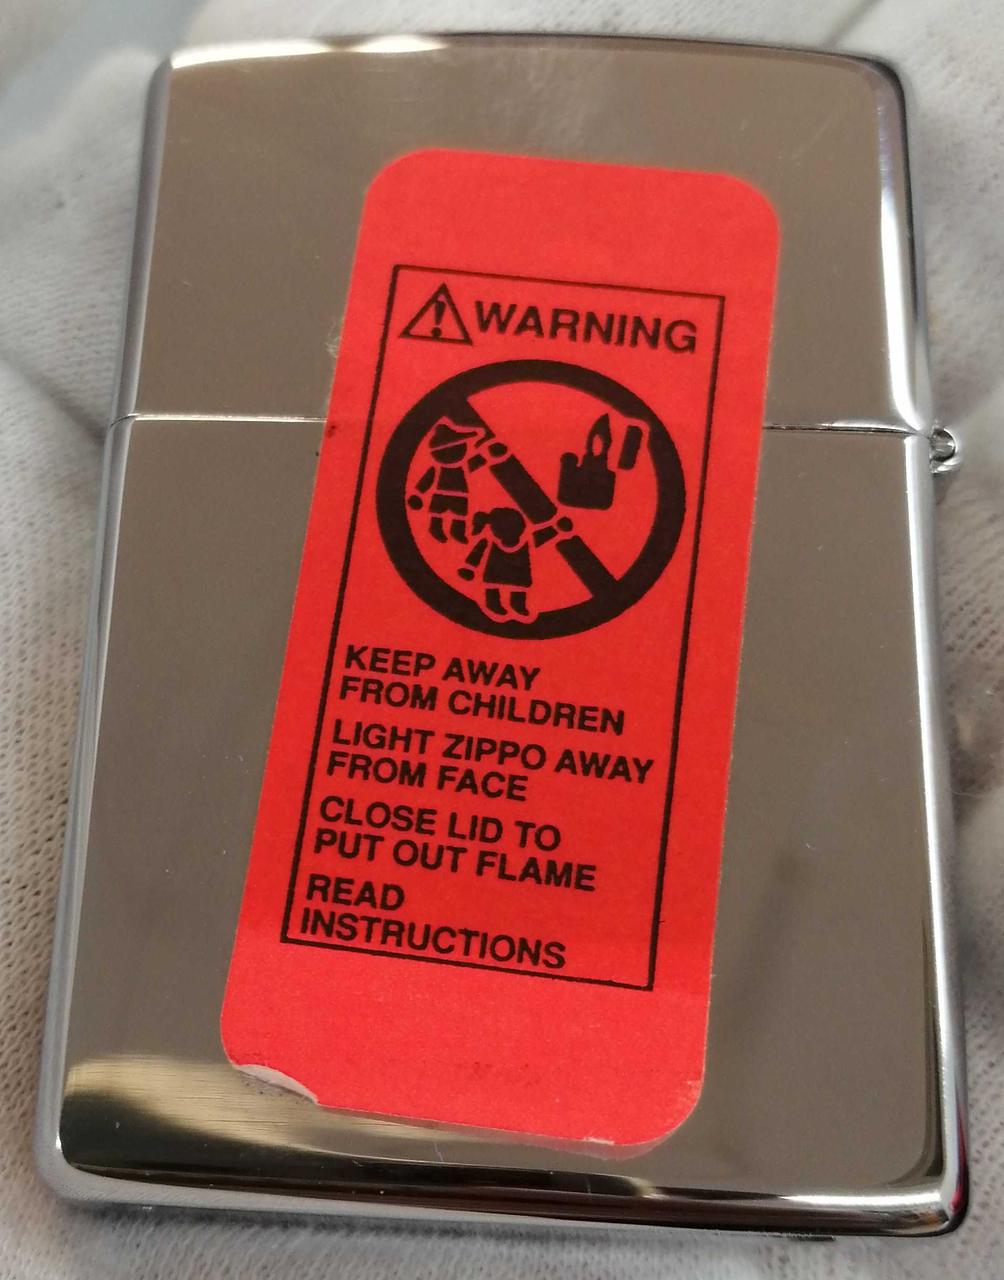 WARNING
KEEP AWAY
FROM CHILDREN
LIGHT ZIPPO AWAY
FROM FACE
CLOSE LID TO
PUT OUT FLAME
READ
INSTRUCTIONS